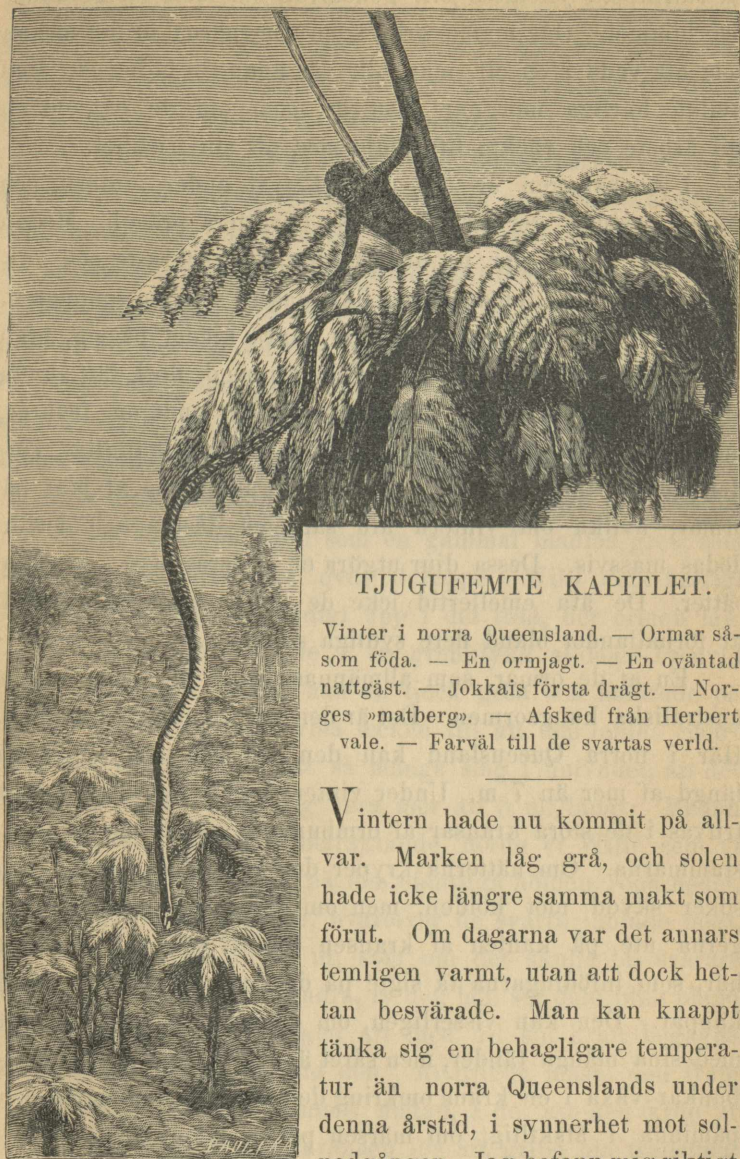 TJUGUFEMTE KAPITLET.
Vinter i norra Queensland. — Ormar så-
som föda. — En ormjagt. — En oväntad
nattgäst. — Jokkais första drägt. — Nor-
ges »matberg». — Afsked från Herbert
vale. — Farväl till de svartas verld.
Vintern hade nu kommit på all-
var. Marken låg grå, och solen
hade icke längre samma makt som
förut. Om dagarna var det annars
temligen varmt, utan att dock het-
tan besvärade. Man kan knappt
tänka sig en behagligare tempera-
tur än norra Queenslands under
denna årstid, i synnerhet mot sol-